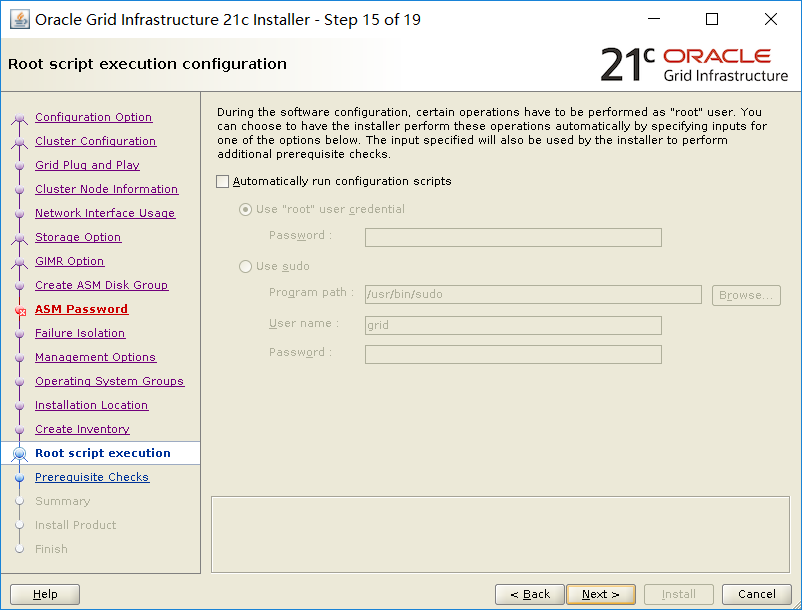 Oracle Grid Infrastructure 21c Installer - Step 15 of 19
Root script execution configuration
21c ORACLE
Grid Infrastructure
Configuration Option
Cluster Configuration
Grid Plug and Play
Cluster Node Information
Network Interface Usage
Storage Option
GIMR Option
Create ASM Disk Group
ASM Password
Failure Isolation
Management Options
Operating System Groups
Installation Location
Create Inventory
Root script execution
Prerequisite Checks
Summary
Install Product
Finish
During the software configuration, certain operations have to be performed as "root" user. You
can choose to have the installer perform these operations automatically by specifying inputs for
one of the options below. The input specified will also be used by the installer to perform
additional prerequisite checks.
Automatically run configuration scripts
Use "root" user credential
Password :
Use sudo
Program path : /usr/bin/sudo Browse...
User name : grid
Password :
Help < Back Next > Install Cancel